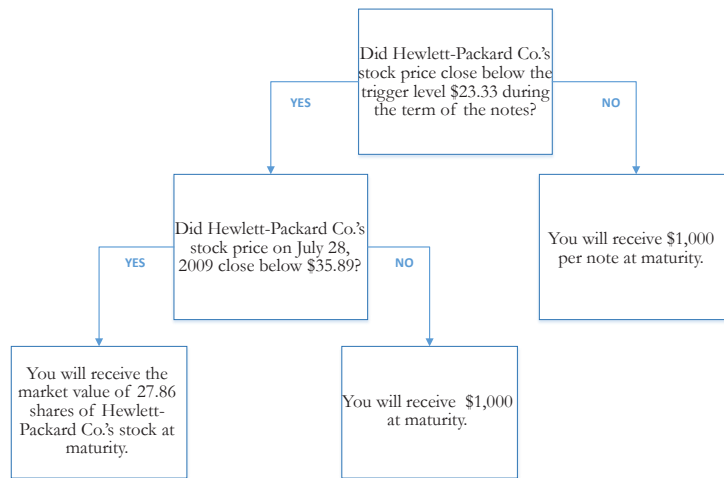 Did Hewlett-Packard Co.'s
stock price close below the
trigger level $23.33 during
the term of the notes?
YES
NO
Did Hewlett-Packard Co.'s
stock price on July 28,
2009 close below $35.89?
You will receive $1,000
per note at maturity.
YES
NO
You will receive the
market value of 27.86
shares of Hewlett-
Packard Co.'s stock at
maturity.
You will receive $1,000
at maturity.